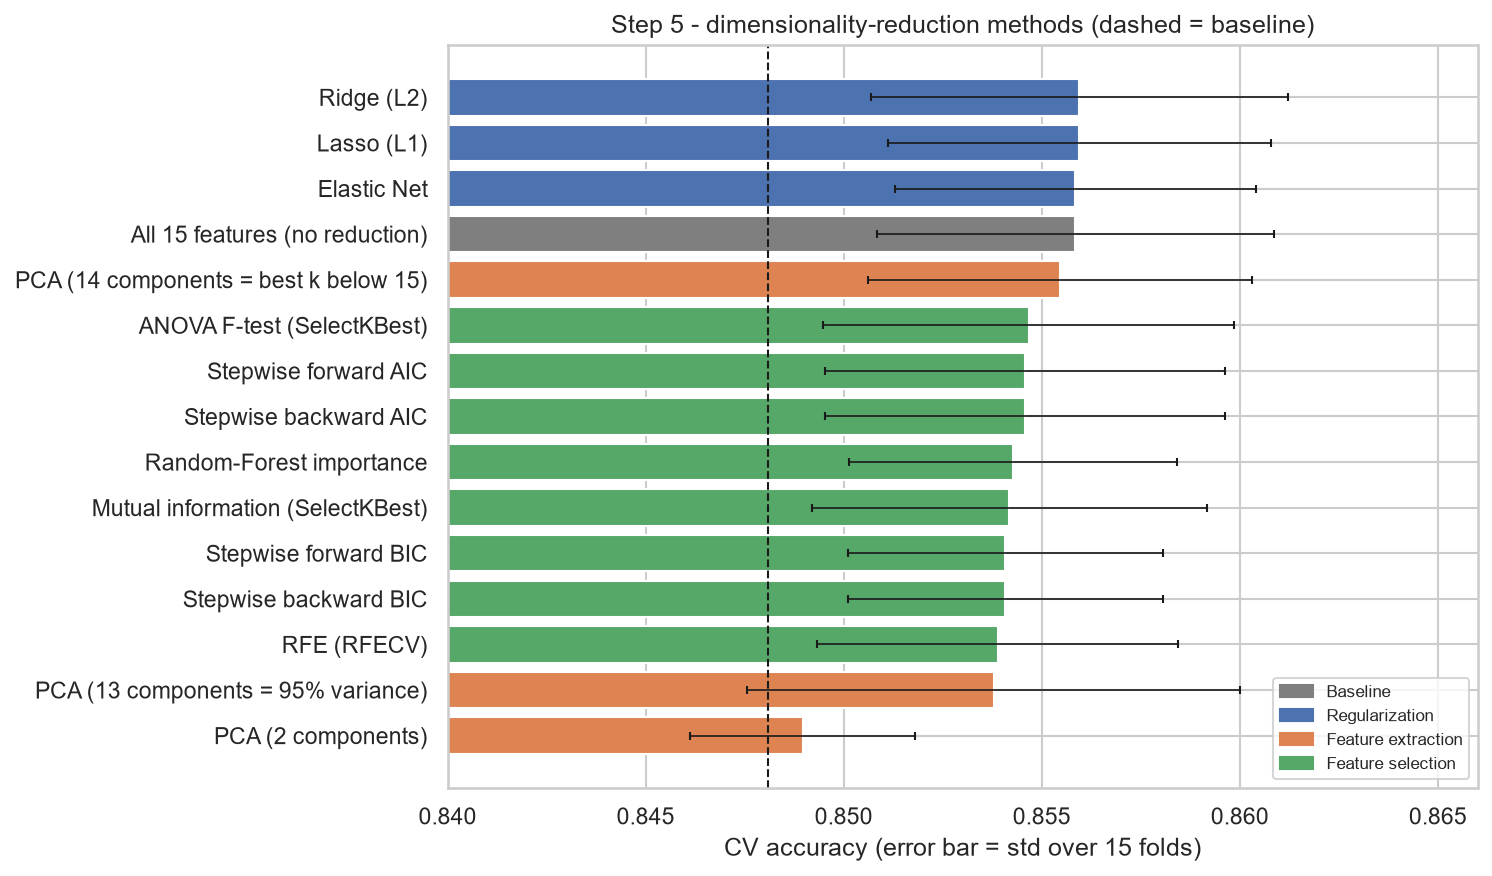 Step 5 - dimensionality-reduction methods (dashed = baseline)
Ridge (L2)
Lasso (L1)
Elastic Net
All 15 features (no reduction)
PCA (14 components = best k below 15)
ANOVA F-test (SelectKBest)
Stepwise forward AIC
Stepwise backward AIC
Random-Forest importance
Mutual information (SelectKBest)
Stepwise forward BIC
Stepwise backward BIC
RFE (RFECV)
PCA (13 components = 95% variance)
PCA (2 components)
Baseline
Regularization
Feature extraction
Feature selection
0.840 0.845 0.850 0.855 0.860 0.865
CV accuracy (error bar = std over 15 folds)